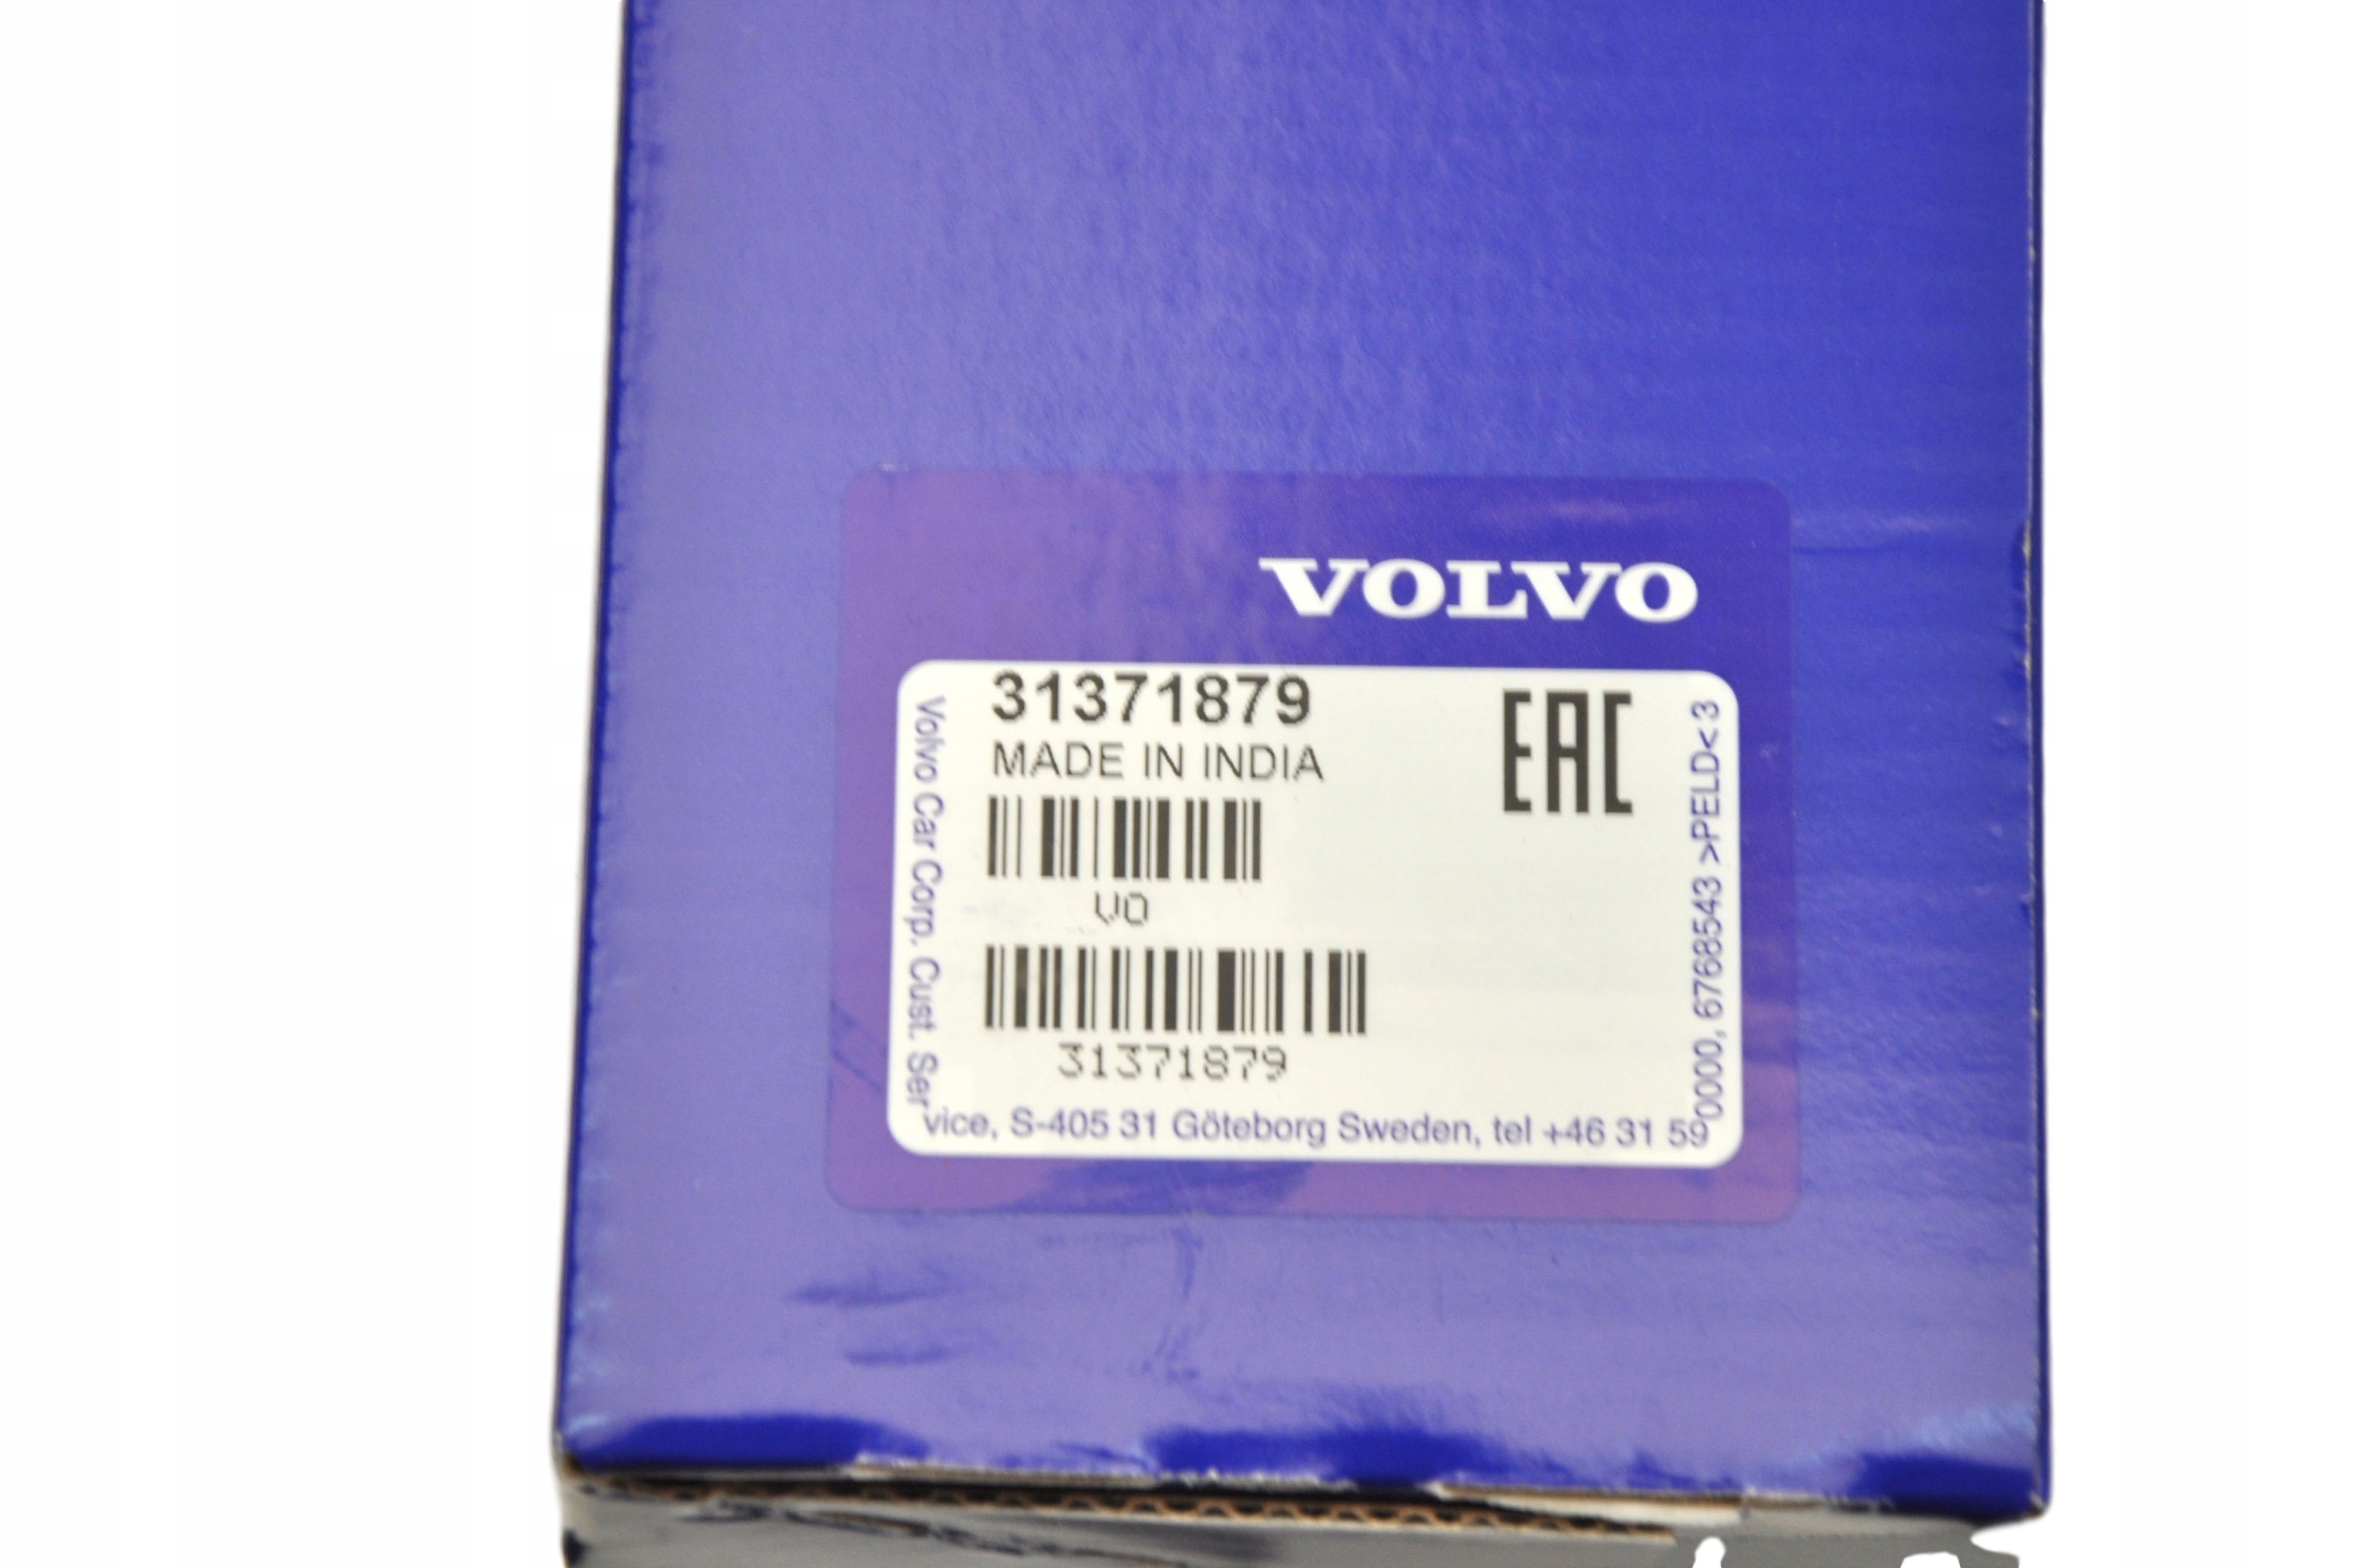 VOLVO
31371879
EAC
MADE IN INDIA
VO
31371879
Volvo Car Corp. Cust. Service, S-405 31 Göteborg Sweden, tel +46 31 590000, 6768543 >PELD<3